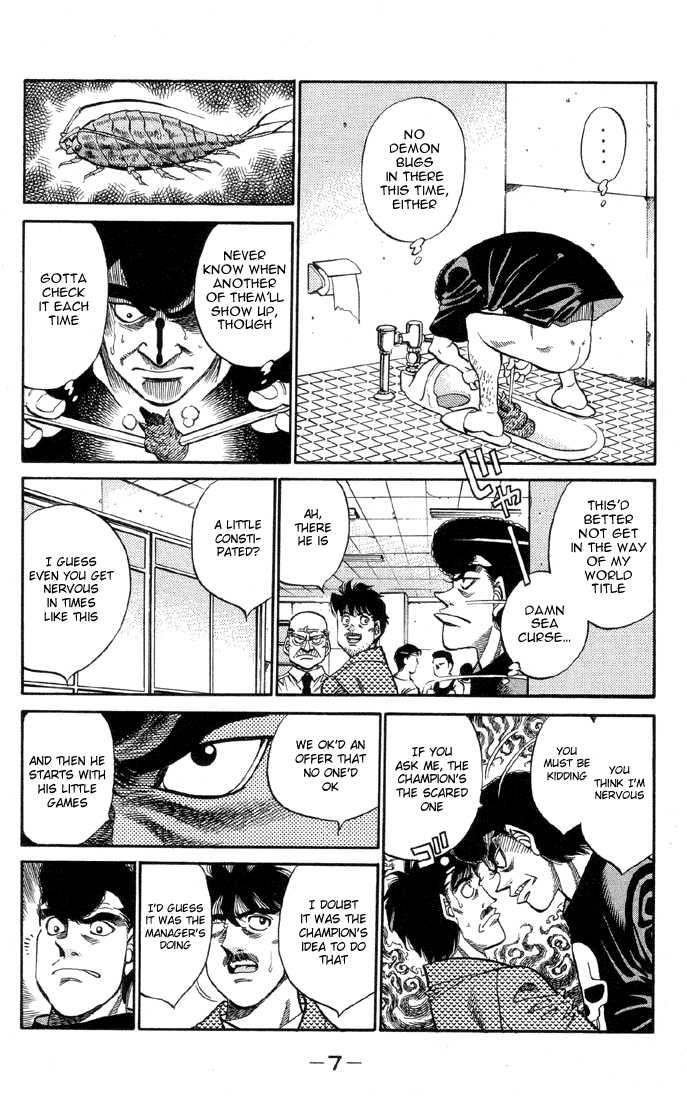 . . . .
NO
DEMON
BUGS
IN THERE
THIS TIME,
EITHER
NEVER
KNOW WHEN
ANOTHER
OF THEM'LL
SHOW UP,
THOUGH
GOTTA
CHECK
IT EACH
TIME
ジャー
THIS'D
BETTER
NOT GET
IN THE WAY
OF MY
WORLD
TITLE
DAMN
SEA
CURSE...
AH,
THERE
HE IS
A LITTLE
CONSTI-
PATED?
I GUESS
EVEN YOU GET
NERVOUS
IN TIMES
LIKE THIS
YOU
THINK I'M
NERVOUS
YOU
MUST BE
KIDDING
IF YOU
ASK ME, THE
CHAMPION'S
THE SCARED
ONE
ゴゴ
WE OK'D AN
OFFER THAT
NO ONE'D
OK
AND THEN HE
STARTS WITH
HIS LITTLE
GAMES
I DOUBT
IT WAS THE
CHAMPION'S
IDEA TO DO
THAT
I'D GUESS
IT WAS THE
MANAGER'S
DOING
—7—